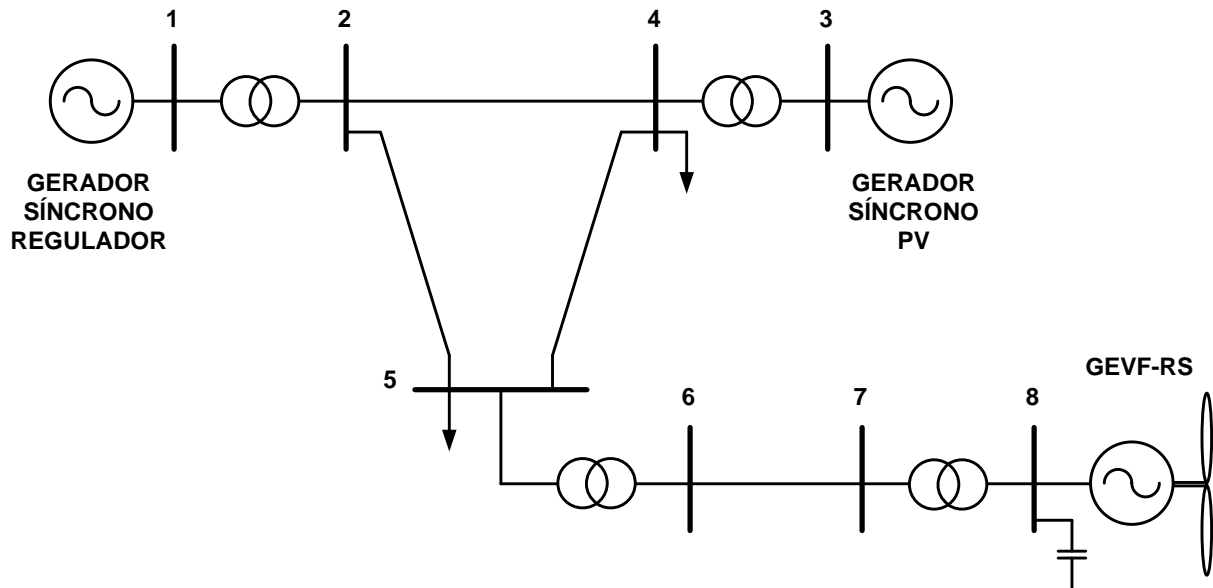 1
2
4
3
GERADOR
SÍNCRONO
REGULADOR
GERADOR
SÍNCRONO
PV
5
GEVF-RS
6
7
8